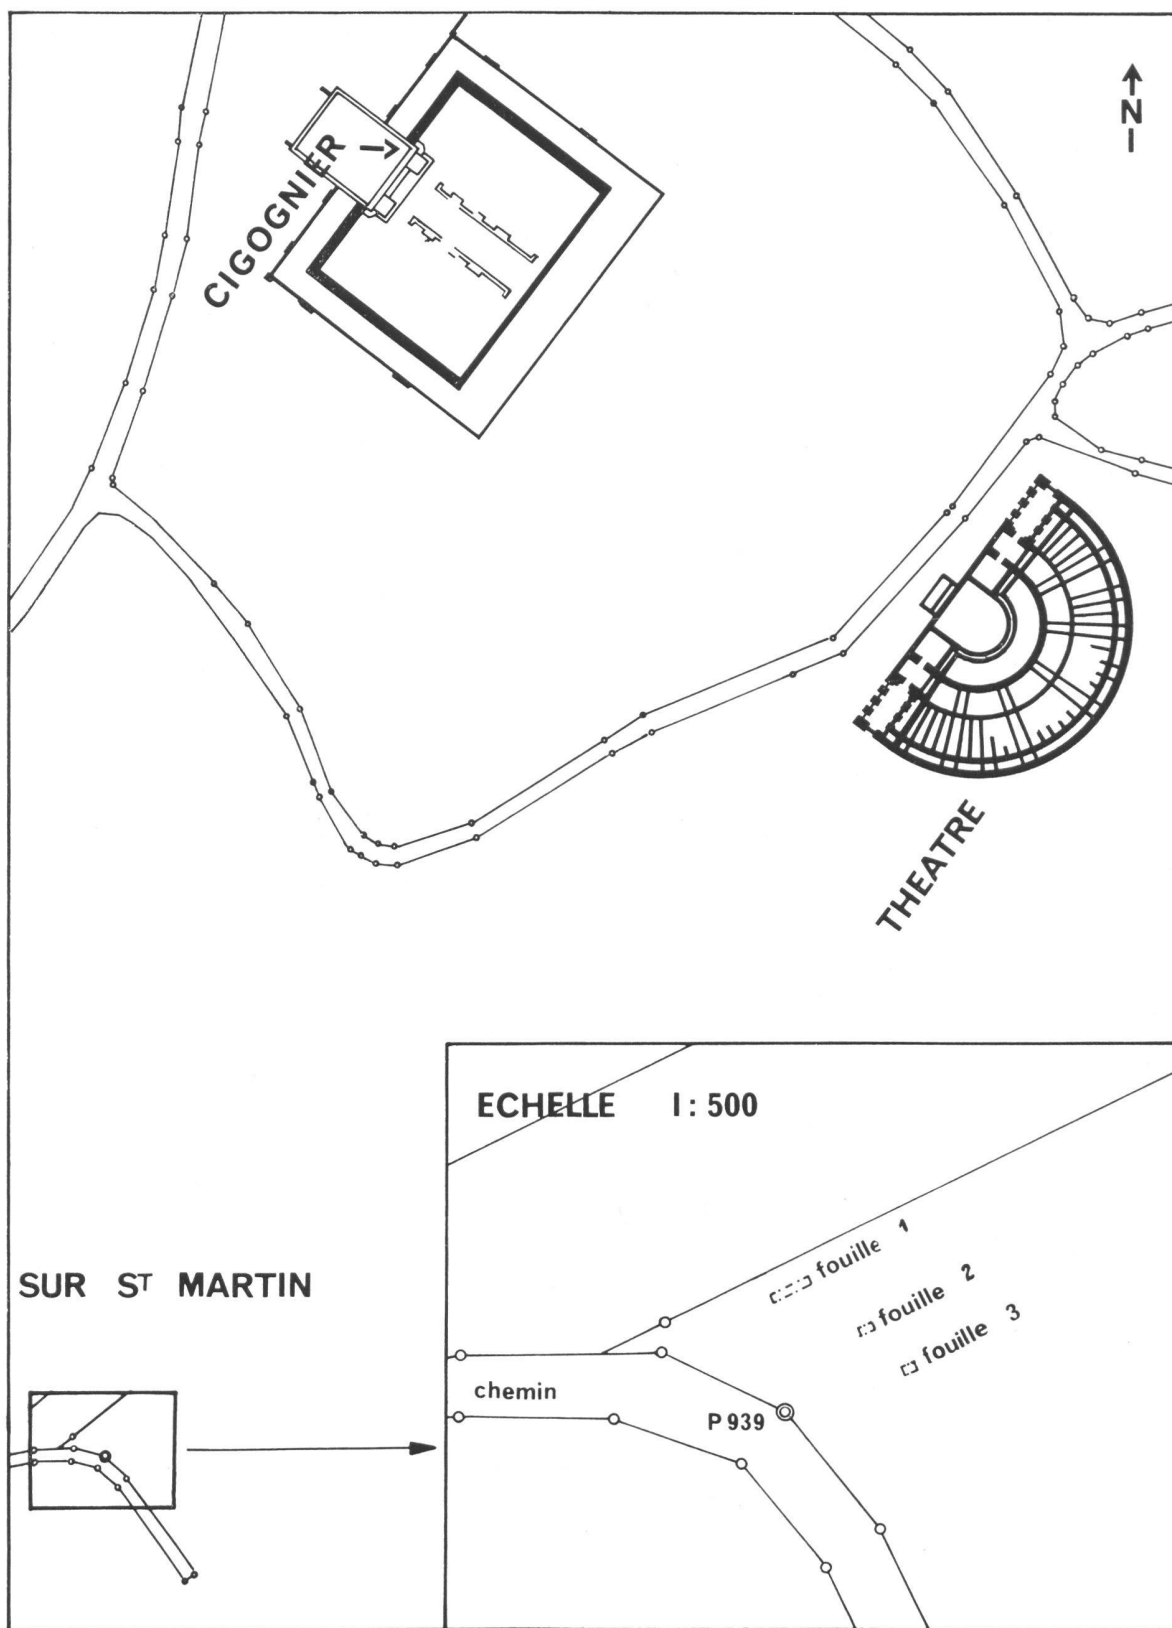 N
CIGOGNIER
THEATRE
ECHELLE I : 500
SUR ST MARTIN
fouille 1
fouille 2
fouille 3
chemin
P 939